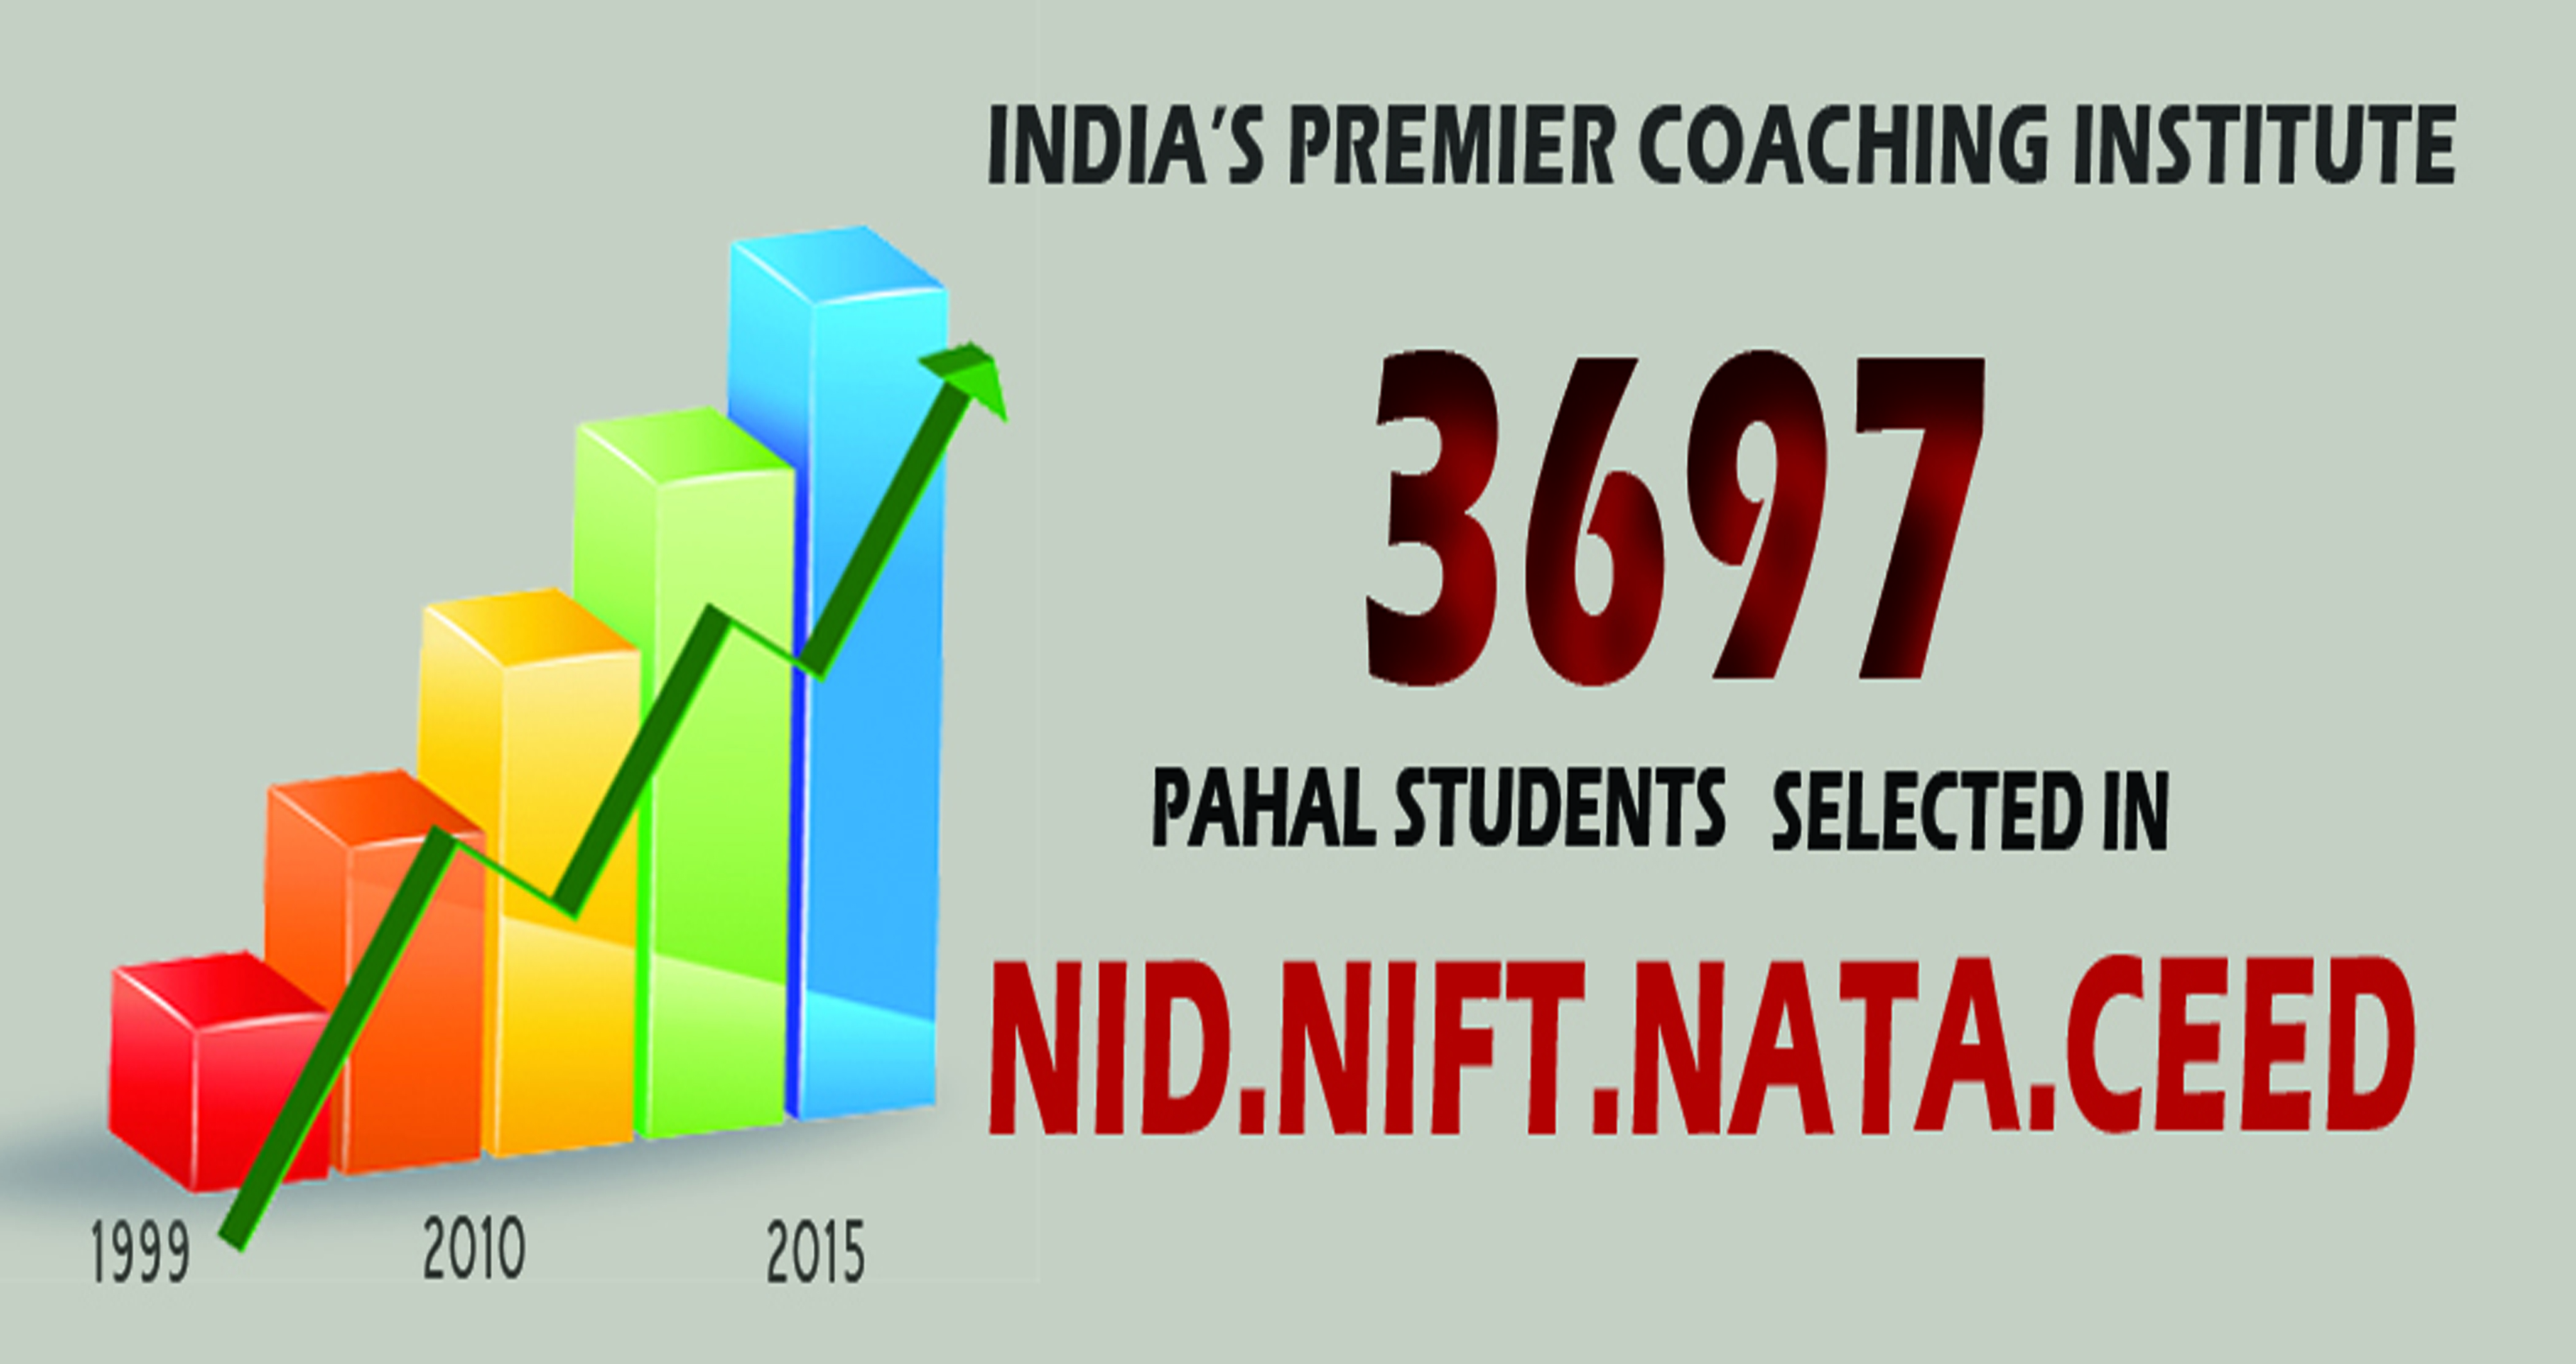 INDIA'S PREMIER COACHING INSTITUTE
3697
PAHAL STUDENTS SELECTED IN
NID.NIFT.NATA.CEED
1999 2010 2015